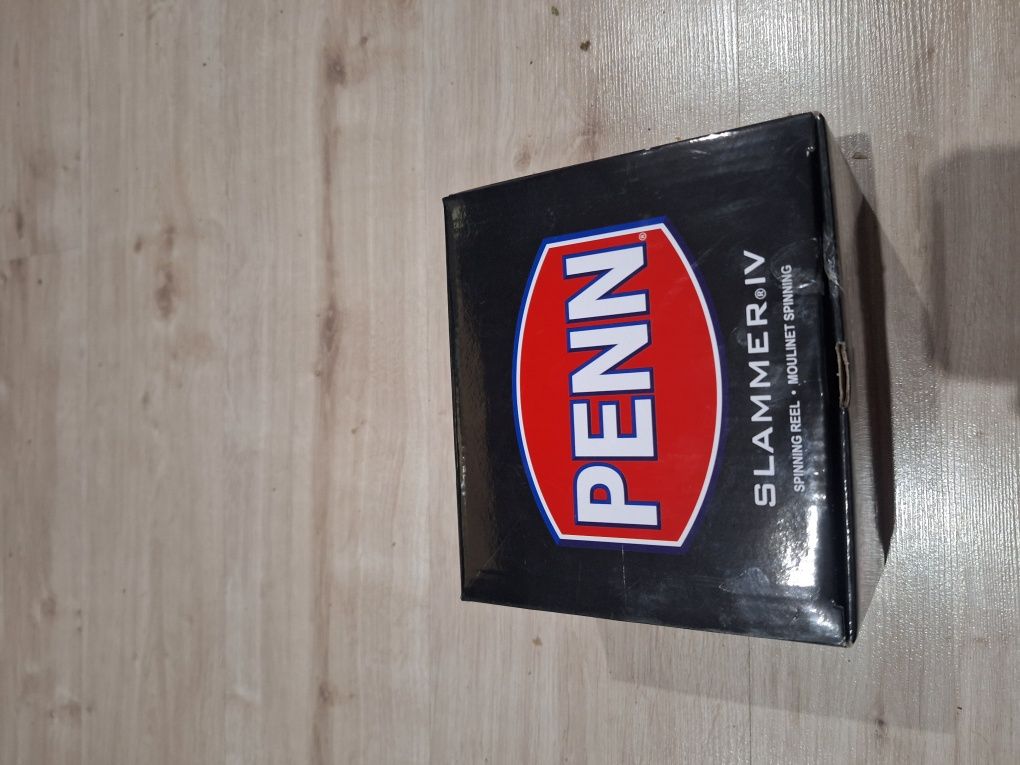 PENN®
SLAMMER® IV
SPINNING REEL • MOULINET SPINNING